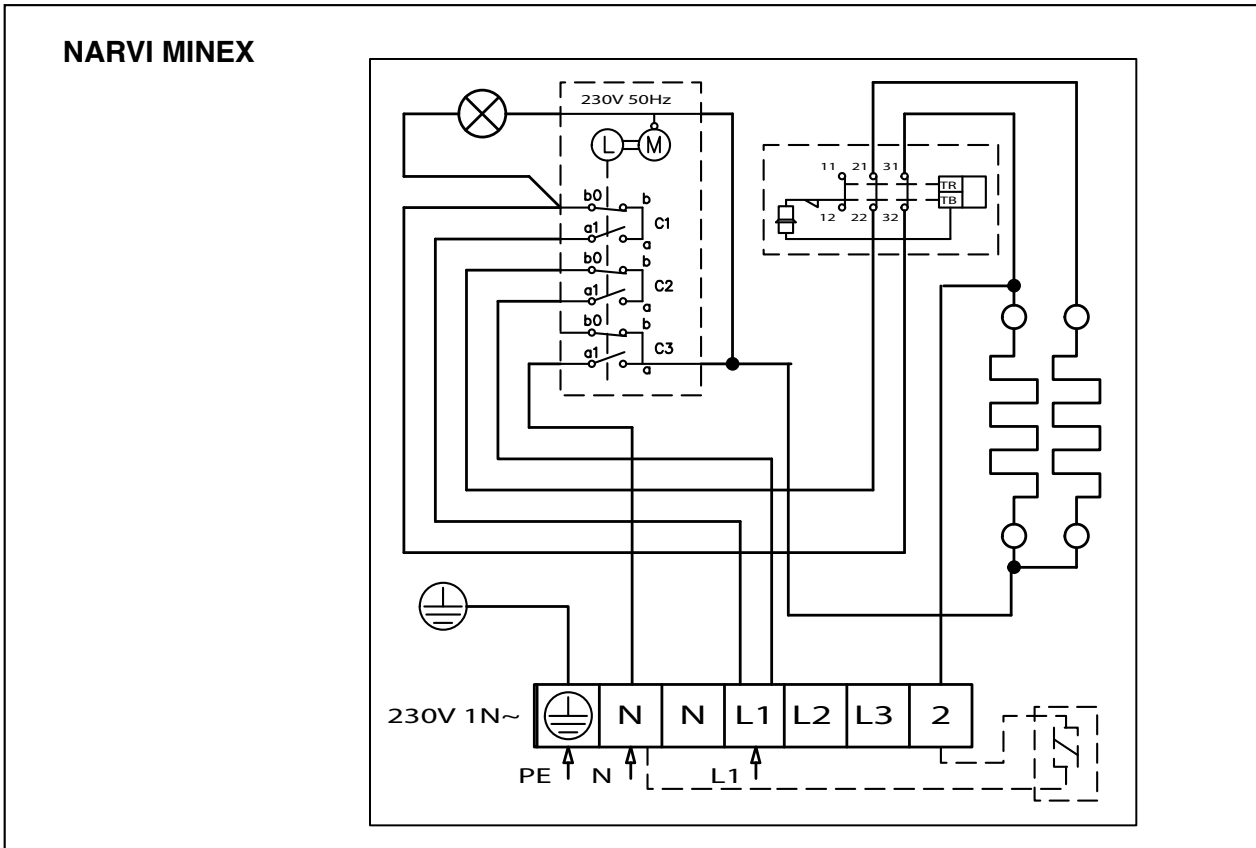 NARVI MINEX
230V 50Hz
L M
b0 b
C1
a1 a
b0 b
C2
a1 a
b0 b
C3
a1 a
11 21 31
TR
TB
12 22 32
230V 1N~ N N L1 L2 L3 2
PE N L1